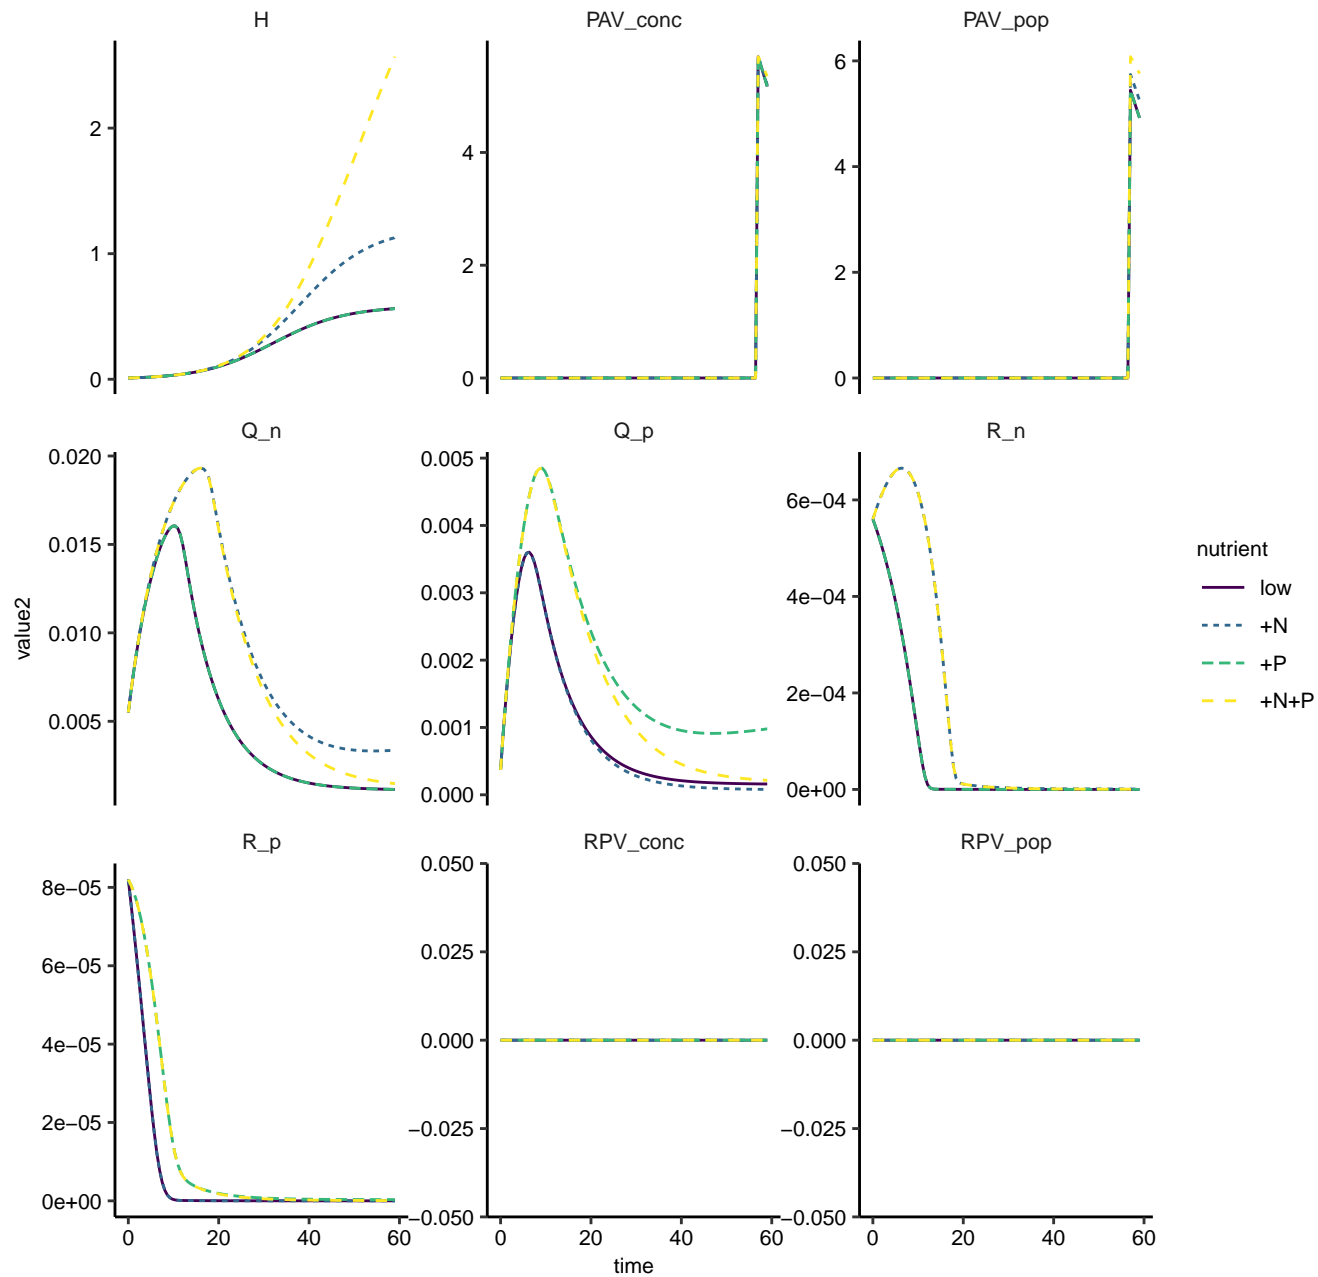 H
PAV_conc
PAV_pop
2
1
0
4
2
0
6
4
2
0
Q_n
Q_p
R_n
0.020
0.015
0.010
0.005
0.005
0.004
0.003
0.002
0.001
0.000
6e−04
4e−04
2e−04
0e+00
value2
nutrient
low
+N
+P
+N+P
R_p
RPV_conc
RPV_pop
8e−05
6e−05
4e−05
2e−05
0e+00
0.050
0.025
0.000
−0.025
−0.050
0.050
0.025
0.000
−0.025
−0.050
0 20 40 60
0 20 40 60
0 20 40 60
time